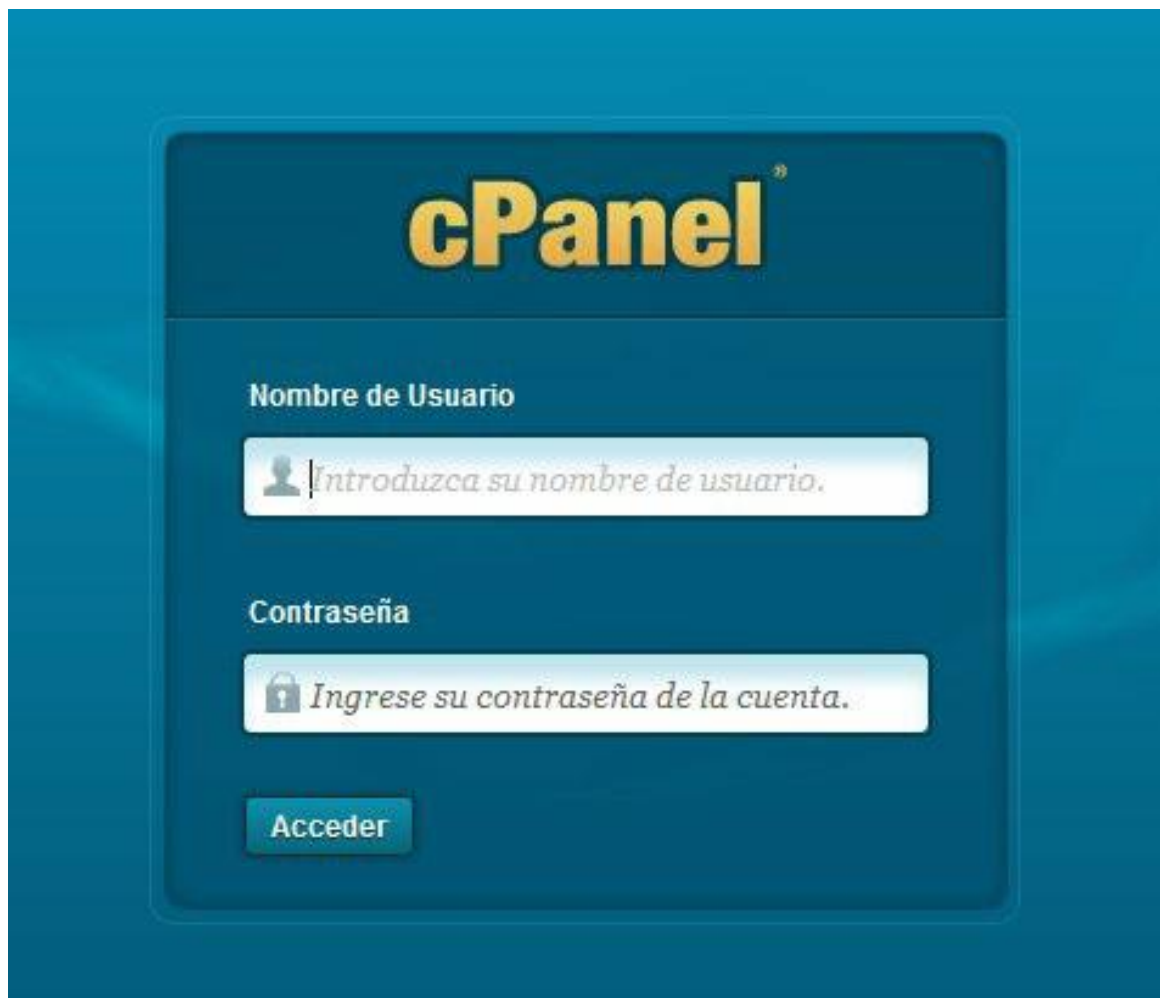 cPanel®
Nombre de Usuario
Introduzca su nombre de usuario.
Contraseña
Ingrese su contraseña de la cuenta.
Acceder